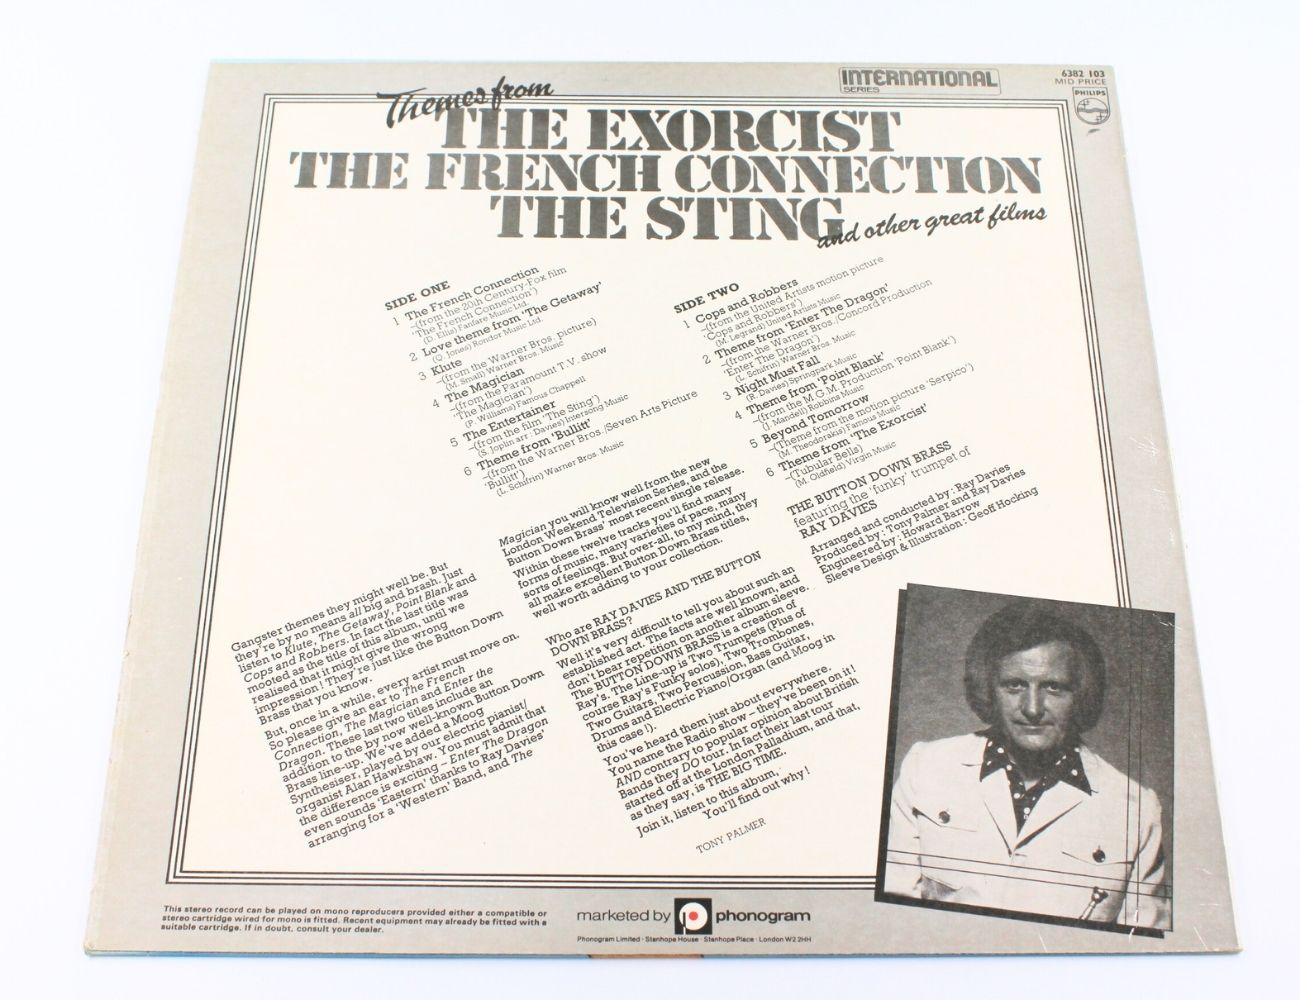 INTERNATIONAL
SERIES
6382 103
MID PRICE
PHILIPS
Themes from
THE EXORCIST
THE FRENCH CONNECTION
THE STING
and other great films
SIDE ONE
1 The French Connection
–(from the 20th Century-Fox film
'The French Connection')
(D. Ellis) Fanfare Music Ltd.
2 Love theme from 'The Getaway'
(Q. Jones) Rondor Music Ltd.
3 Klute
–(from the Warner Bros. picture)
(M. Small) Warner Bros. Music
4 The Magician
–(from the Paramount T.V. show
'The Magician')
(P. Williams) Famous Chappell
5 The Entertainer
–(from the film 'The Sting')
(S. Joplin arr: Davies) Intersong Music
6 Theme from 'Bullitt'
–(from the Warner Bros./Seven Arts Picture
'Bullitt')
(L. Schifrin) Warner Bros. Music
SIDE TWO
1 Cops and Robbers
–(from the United Artists motion picture
'Cops and Robbers')
(M. Legrand) United Artists Music
2 Theme from 'Enter The Dragon'
–(from the Warner Bros./Concord Production
'Enter The Dragon')
(L. Schifrin) Warner Bros. Music
3 Night Must Fall
(R. Davies) Springpark Music
4 Theme from 'Point Blank'
–(from the M.G.M. Production 'Point Blank')
(J. Mandell) Robbins Music
5 Beyond Tomorrow
–(Theme from the motion picture 'Serpico')
(M. Theodorakis) Famous Music
6 Theme from 'The Exorcist'
–(Tubular Bells)
(M. Oldfield) Virgin Music
THE BUTTON DOWN BRASS
featuring the 'funky' trumpet of
RAY DAVIES
Arranged and conducted by: Ray Davies
Produced by: Tony Palmer and Ray Davies
Engineered by: Howard Barrow
Sleeve Design & Illustration: Geoff Hocking
Gangster themes they might well be. But
they're by no means all big and brash. Just
listen to Klute, The Getaway, Point Blank and
Cops and Robbers. In fact the last title was
mooted as the title of this album, until we
realised that it might give the wrong
impression! They're just like the Button Down
Brass that you know.
But, once in a while, every artist must move on.
So please give an ear to The French
Connection, The Magician and Enter the
Dragon. These last two titles include an
addition to the by now well-known Button Down
Brass line-up. We've added a Moog
Synthesiser, played by our electric pianist/
organist Alan Hawkshaw. You must admit that
the difference is exciting – Enter The Dragon
even sounds 'Eastern' thanks to Ray Davies'
arranging for a 'Western' Band, and The
Magician you will know well from the new
London Weekend Television Series, and the
Button Down Brass' most recent single release.
Within these twelve tracks you'll find many
forms of music, many varieties of pace, many
sorts of feelings. But over-all, to my mind, they
all make excellent Button Down Brass titles,
well worth adding to your collection.
Who are RAY DAVIES AND THE BUTTON
DOWN BRASS?
Well it's very difficult to tell you about such an
established act. The facts are well known, and
don't bear repetition on another album sleeve.
The BUTTON DOWN BRASS is a creation of
Ray's. The Line-up is Two Trumpets (Plus of
course Ray's Funky solos), Two Trombones,
Two Guitars, Two Percussion, Bass Guitar,
Drums and Electric Piano/Organ (and Moog in
this case!).
You've heard them just about everywhere.
You name the Radio show – they've been on it!
AND contrary to popular opinion about British
Bands they DO tour. In fact their last tour
started off at the London Palladium, and that,
as they say, is THE BIG TIME.
Join it, listen to this album,
You'll find out why!
TONY PALMER
This stereo record can be played on mono reproducers provided either a compatible or
stereo cartridge wired for mono is fitted. Recent equipment may already be fitted with a
suitable cartridge. If in doubt, consult your dealer.
marketed by phonogram
Phonogram Limited · Stanhope House · Stanhope Place · London W2 2HH